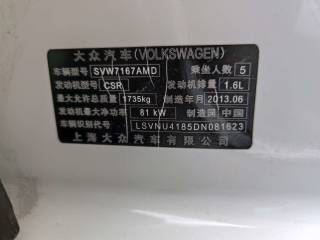 大众汽车(VOLKSWAGEN)
车辆型号 SVW7167AMD 乘坐人数 5
发动机型号 CSR 发动机排量 1.6L
最大允许总质量 1735kg 制造年月 2013.06
发动机最大净功率 81 kW 制造国 中国
车辆识别代号 LSVNU4185DN081623
上海大众汽车有限公司